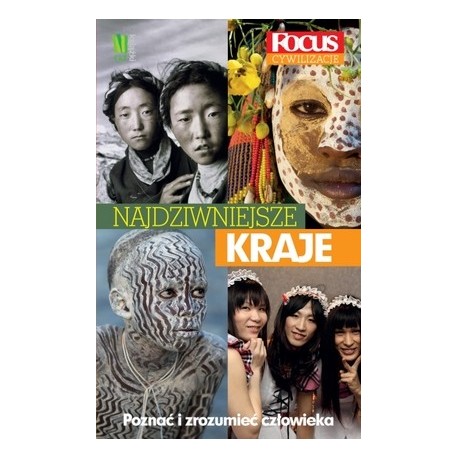 FOCUS
CYWILIZACJE
NAJDZIWNIEJSZE
KRAJE
Poznać i zrozumieć człowieka